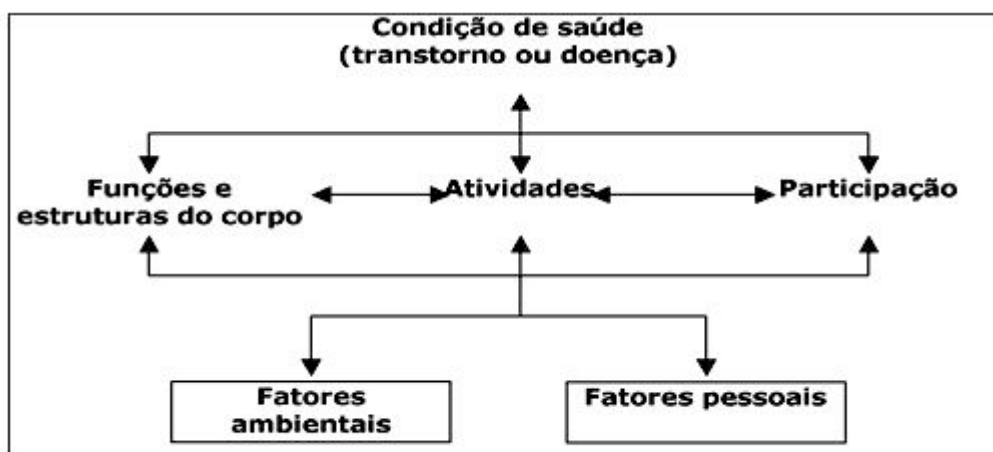 Condição de saúde
(transtorno ou doença)
Funções e
estruturas do corpo
Atividades
Participação
Fatores
ambientais
Fatores pessoais